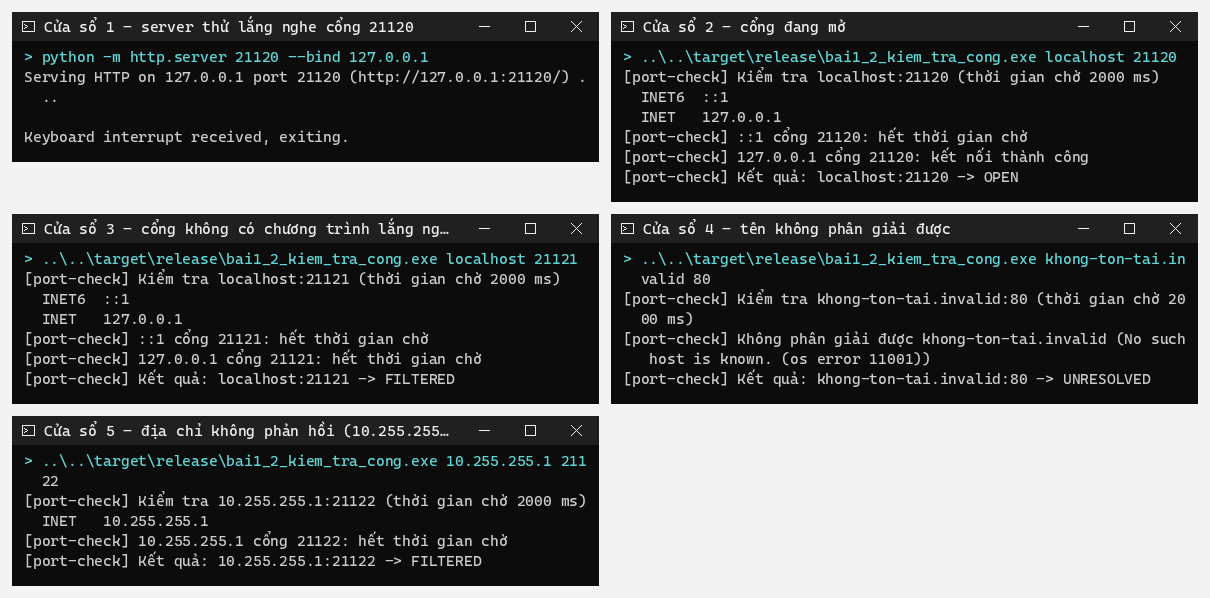 Cửa sổ 1 — server thử lắng nghe cổng 21120
> python -m http.server 21120 --bind 127.0.0.1
Serving HTTP on 127.0.0.1 port 21120 (http://127.0.0.1:21120/) .
..
Keyboard interrupt received, exiting.
Cửa sổ 2 — cổng đang mở
> ..\..\target\release\bai1_2_kiem_tra_cong.exe localhost 21120
[port-check] Kiểm tra localhost:21120 (thời gian chờ 2000 ms)
INET6  ::1
INET   127.0.0.1
[port-check] ::1 cổng 21120: hết thời gian chờ
[port-check] 127.0.0.1 cổng 21120: kết nối thành công
[port-check] Kết quả: localhost:21120 -> OPEN
Cửa sổ 3 — cổng không có chương trình lắng ng…
> ..\..\target\release\bai1_2_kiem_tra_cong.exe localhost 21121
[port-check] Kiểm tra localhost:21121 (thời gian chờ 2000 ms)
INET6  ::1
INET   127.0.0.1
[port-check] ::1 cổng 21121: hết thời gian chờ
[port-check] 127.0.0.1 cổng 21121: hết thời gian chờ
[port-check] Kết quả: localhost:21121 -> FILTERED
Cửa sổ 4 — tên không phân giải được
> ..\..\target\release\bai1_2_kiem_tra_cong.exe khong-ton-tai.in
valid 80
[port-check] Kiểm tra khong-ton-tai.invalid:80 (thời gian chờ 20
00 ms)
[port-check] Không phân giải được khong-ton-tai.invalid (No such
host is known. (os error 11001))
[port-check] Kết quả: khong-ton-tai.invalid:80 -> UNRESOLVED
Cửa sổ 5 — địa chỉ không phản hồi (10.255.255…
> ..\..\target\release\bai1_2_kiem_tra_cong.exe 10.255.255.1 211
22
[port-check] Kiểm tra 10.255.255.1:21122 (thời gian chờ 2000 ms)
INET   10.255.255.1
[port-check] 10.255.255.1 cổng 21122: hết thời gian chờ
[port-check] Kết quả: 10.255.255.1:21122 -> FILTERED